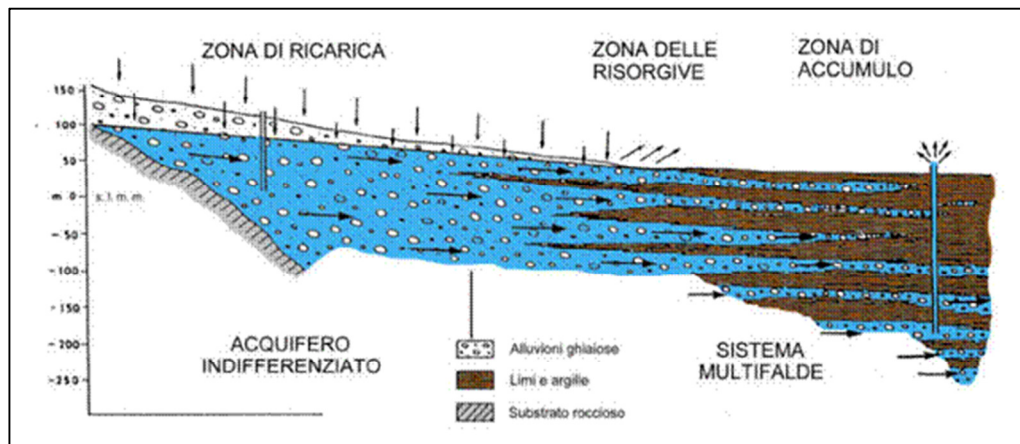 ZONA DI RICARICA
ZONA DELLE
RISORGIVE
ZONA DI
ACCUMULO
150
100
50
m 0
s. l. m. m.
-50
-100
-150
-200
-250
ACQUIFERO
INDIFFERENZIATO
Alluvioni ghiaiose
Limi e argille
Substrato roccioso
SISTEMA
MULTIFALDE